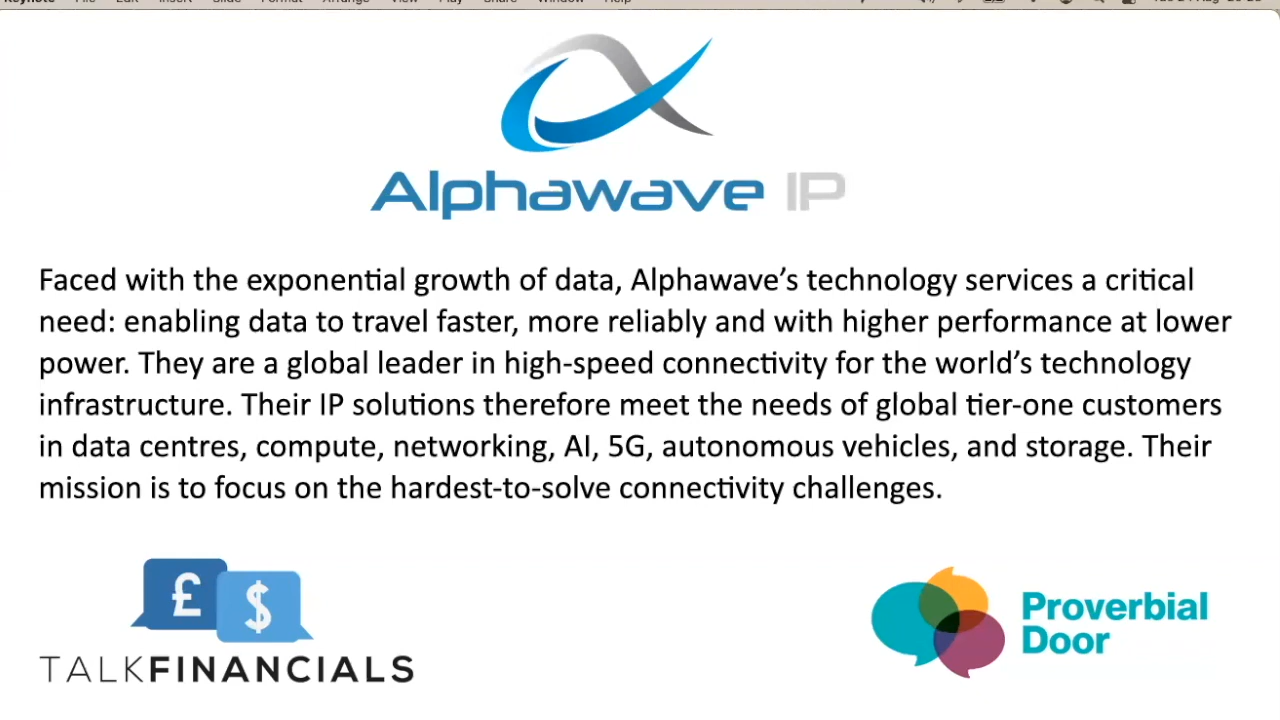 Alphawave IP
Faced with the exponential growth of data, Alphawave’s technology services a critical
need: enabling data to travel faster, more reliably and with higher performance at lower
power. They are a global leader in high-speed connectivity for the world’s technology
infrastructure. Their IP solutions therefore meet the needs of global tier-one customers
in data centres, compute, networking, AI, 5G, autonomous vehicles, and storage. Their
mission is to focus on the hardest-to-solve connectivity challenges.
£ $
TALKFINANCIALS
Proverbial
Door